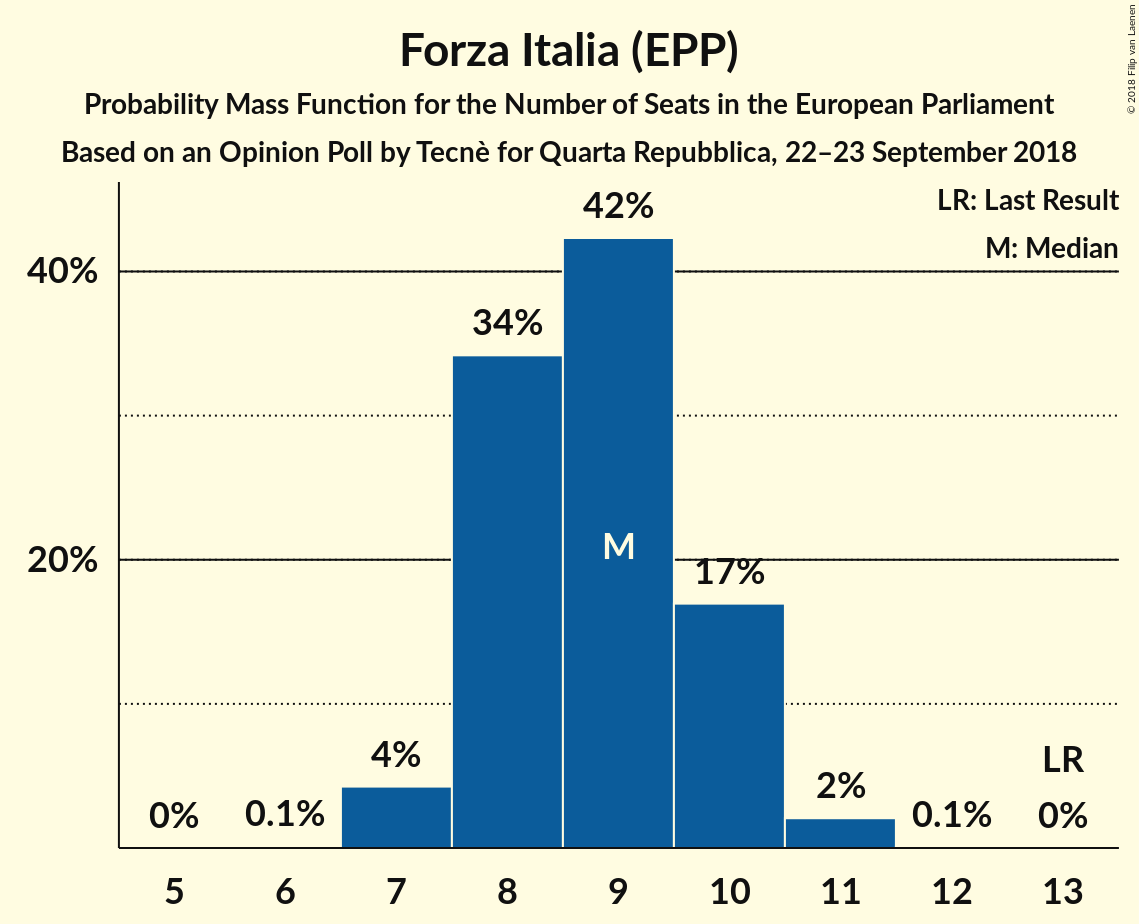 Forza Italia (EPP)
Probability Mass Function for the Number of Seats in the European Parliament
Based on an Opinion Poll by Tecnè for Quarta Repubblica, 22–23 September 2018
© 2018 Filip van Laenen
LR: Last Result
M: Median
40%
20%
0%
0.1%
4%
34%
42%
M
17%
2%
0.1%
LR
0%
5 6 7 8 9 10 11 12 13